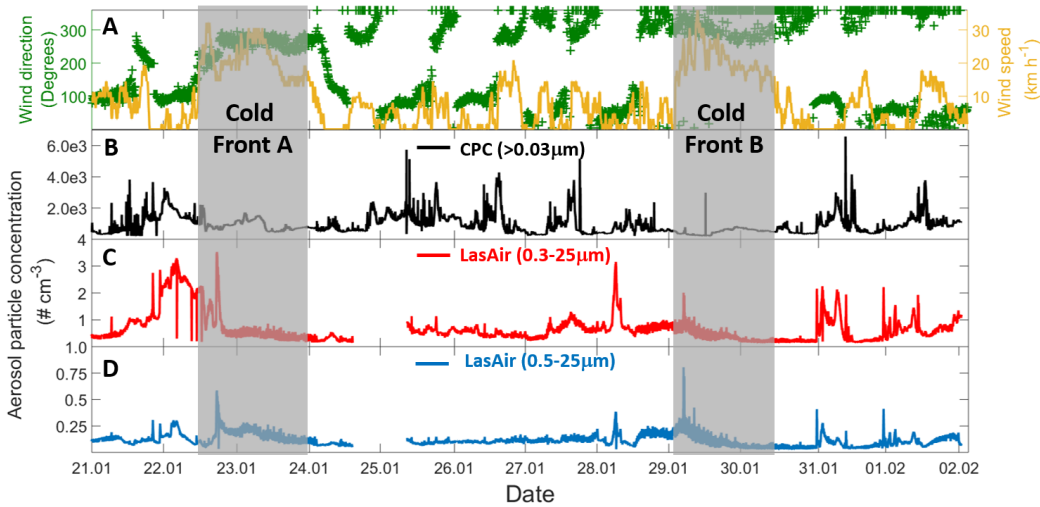 A
Wind direction
(Degrees)
300
200
100
30
20
10
Wind speed
(km h-1)
Cold
Front A
Cold
Front B
B
CPC (>0.03μm)
6.0e3
4.0e3
2.0e3
Aerosol particle concentration
(# cm-3)
C
LasAir (0.3-25μm)
4
3
2
1
D
LasAir (0.5-25μm)
1.0
0.75
0.5
0.25
21.01 22.01 23.01 24.01 25.01 26.01 27.01 28.01 29.01 30.01 31.01 01.02 02.02
Date